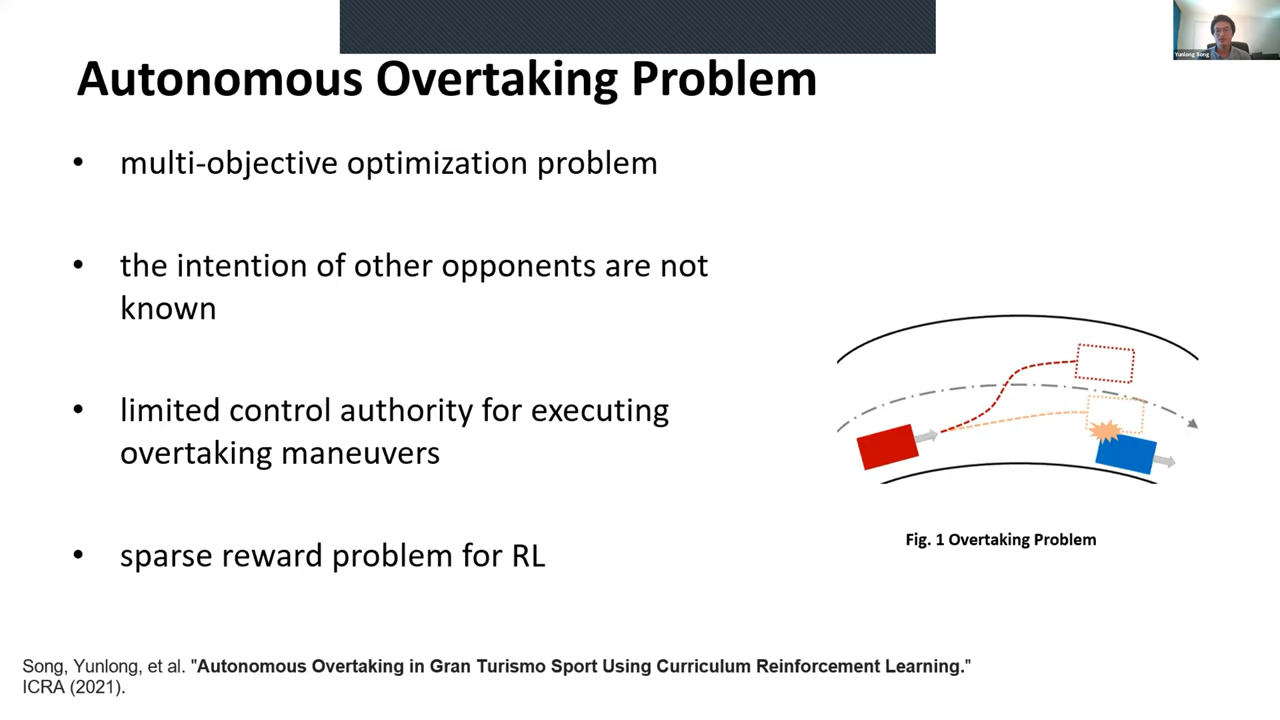 Yunlong Song
Autonomous Overtaking Problem
• multi-objective optimization problem
• the intention of other opponents are not
known
• limited control authority for executing
overtaking maneuvers
• sparse reward problem for RL
Fig. 1 Overtaking Problem
Song, Yunlong, et al. "Autonomous Overtaking in Gran Turismo Sport Using Curriculum Reinforcement Learning."
ICRA (2021).